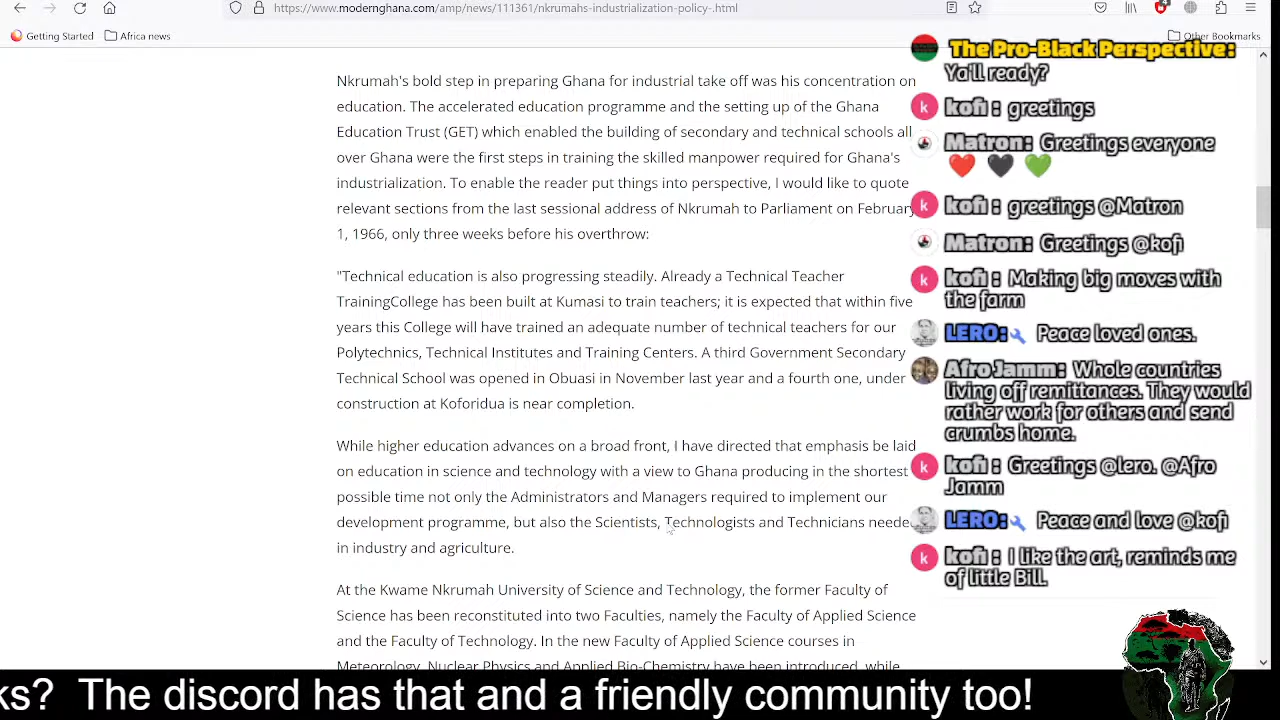 https://www.modernghana.com/amp/news/111361/nkrumahs-industrialization-policy-.html
4
Getting Started
Africa news
Other Bookmarks
Nkrumah's bold step in preparing Ghana for industrial take off was his concentration on
education. The accelerated education programme and the setting up of the Ghana
Education Trust (GET) which enabled the building of secondary and technical schools all
over Ghana were the first steps in training the skilled manpower required for Ghana's
industrialization. To enable the reader put things into perspective, I would like to quote
relevant sections from the last sessional address of Nkrumah to Parliament on February
1, 1966, only three weeks before his overthrow:
"Technical education is also progressing steadily. Already a Technical Teacher
TrainingCollege has been built at Kumasi to train teachers; it is expected that within five
years this College will have trained an adequate number of technical teachers for our
Polytechnics, Technical Institutes and Training Centers. A third Government Secondary
Technical School was opened in Obuasi in November last year and a fourth one, under
construction at Koforidua is near completion.
While higher education advances on a broad front, I have directed that emphasis be laid
on education in science and technology with a view to Ghana producing in the shortest
possible time not only the Administrators and Managers required to implement our
development programme, but also the Scientists, Technologists and Technicians neede
in industry and agriculture.
At the Kwame Nkrumah University of Science and Technology, the former Faculty of
Science has been reconstituted into two Faculties, namely the Faculty of Applied Science
and the Faculty of Technology. In the new Faculty of Applied Science courses in
Meteorology, Nuclear Physics and Applied Bio-Chemistry have been introduced, while
The Pro-Black Perspective:
Ya'll ready?
k
kofi : greetings
Matron: Greetings everyone
k
kofi : greetings @Matron
Matron: Greetings @kofi
k
kofi : Making big moves with
the farm
LERO: Peace loved ones.
Afro Jamm: Whole countries
living off remittances. They would
rather work for others and send
crumbs home.
k
kofi : Greetings @lero. @Afro
Jamm
LERO: Peace and love @kofi
k
kofi : I like the art, reminds me
of little Bill.
ks? The discord has that and a friendly community too!